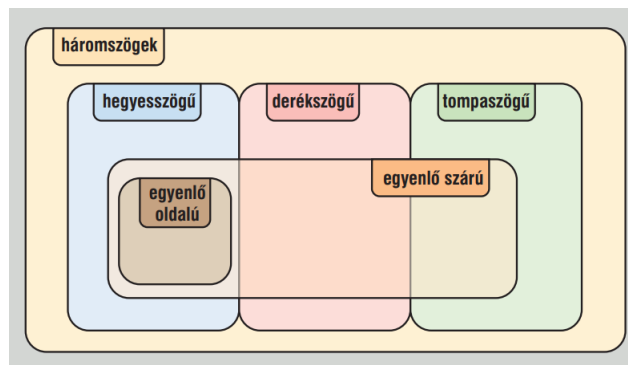 háromszögek
hegyesszögű
derékszögű
tompaszögű
egyenlő szárú
egyenlő
oldalú